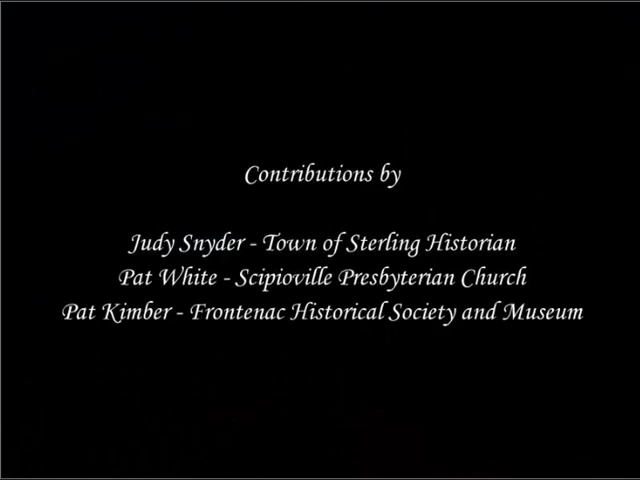 Contributions by
Judy Snyder - Town of Sterling Historian
Pat White - Scipioville Presbyterian Church
Pat Kimber - Frontenac Historical Society and Museum